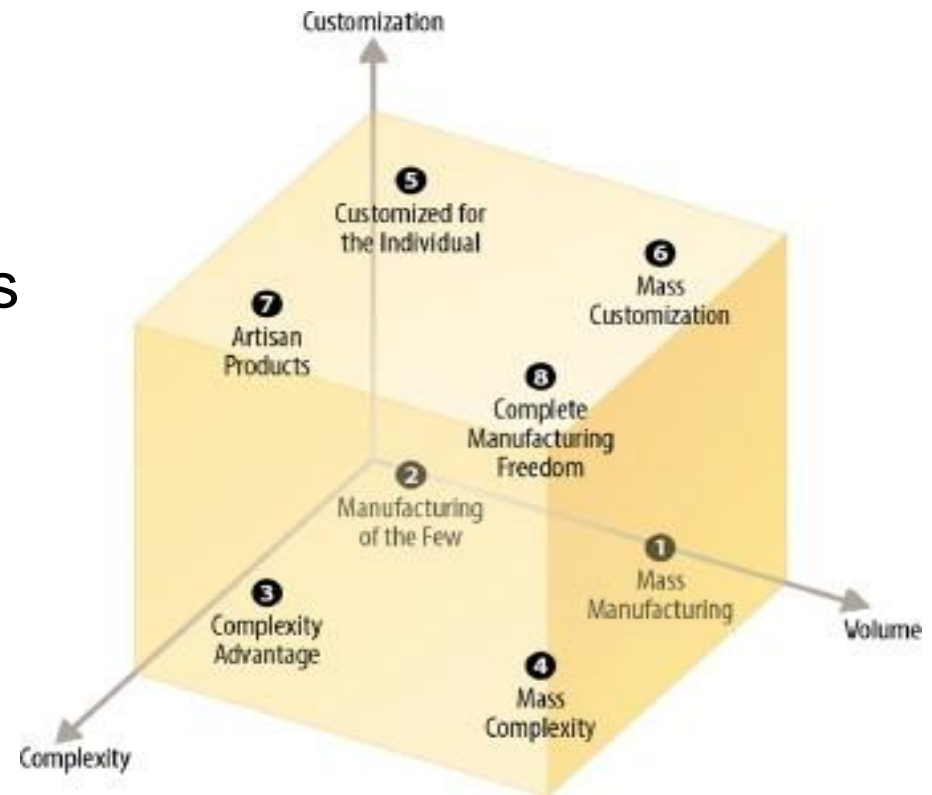 Customization
5
Customized for
the Individual
6
Mass
Customization
s
7
Artisan
Products
8
Complete
Manufacturing
Freedom
2
Manufacturing
of the Few
1
Mass
Manufacturing
3
Complexity
Advantage
Volume
4
Mass
Complexity
Complexity